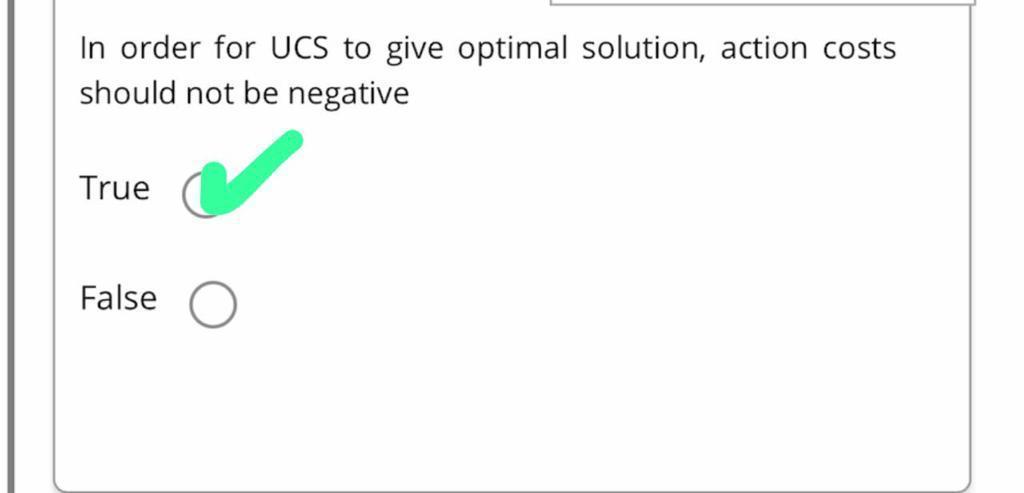 In order for UCS to give optimal solution, action costs
should not be negative
True
False